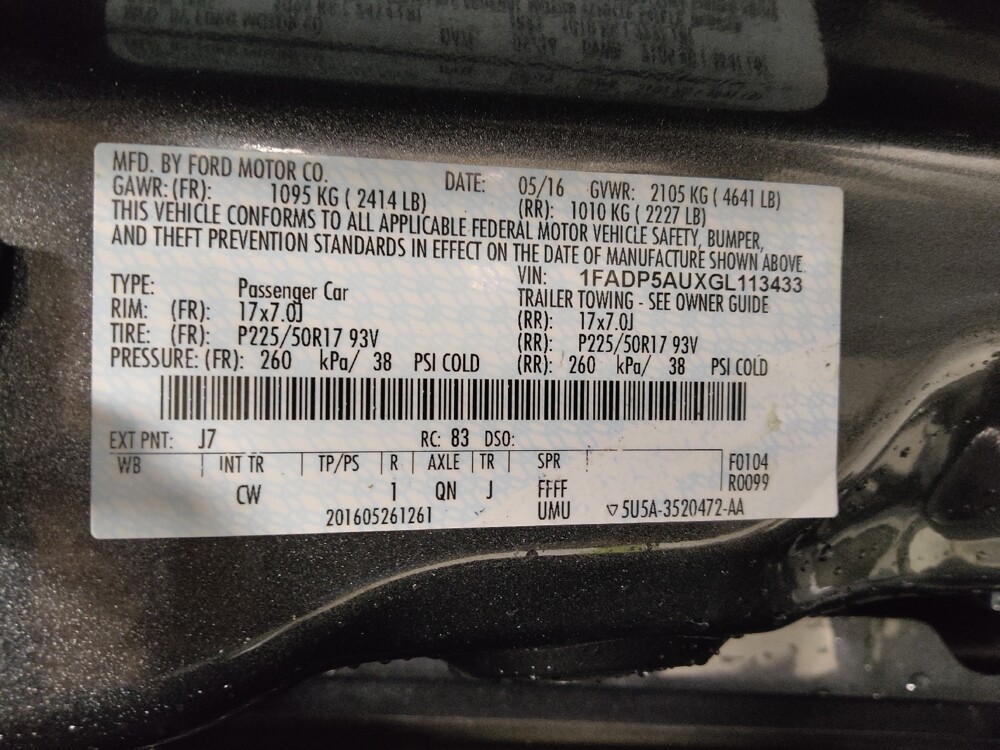 MFD. BY FORD MOTOR CO. DATE: 05/16 GVWR: 2105 KG ( 4641 LB)
GAWR: (FR): 1095 KG ( 2414 LB) (RR): 1010 KG ( 2227 LB)
THIS VEHICLE CONFORMS TO ALL APPLICABLE FEDERAL MOTOR VEHICLE SAFETY, BUMPER,
AND THEFT PREVENTION STANDARDS IN EFFECT ON THE DATE OF MANUFACTURE SHOWN ABOVE.
VIN: 1FADP5AUXGL113433
TYPE: Passenger Car TRAILER TOWING - SEE OWNER GUIDE
RIM: (FR): 17x7.0J (RR): 17x7.0J
TIRE: (FR): P225/50R17 93V (RR): P225/50R17 93V
PRESSURE: (FR): 260 kPa/ 38 PSI COLD (RR): 260 kPa/ 38 PSI COLD
EXT PNT: J7 RC: 83 DSO:
WB INT TR TP/PS R AXLE TR SPR F0104
R0099
CW 1 QN J FFFF
201605261261 UMU ▽5U5A-3520472-AA